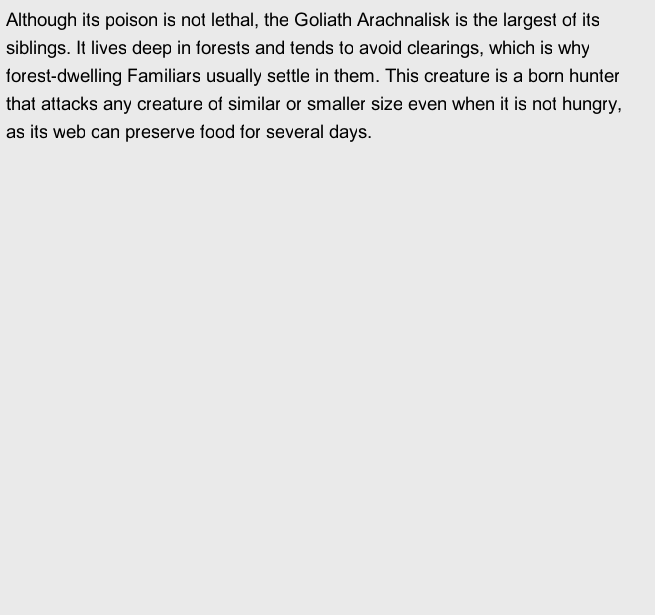 Although its poison is not lethal, the Goliath Arachnalisk is the largest of its
siblings. It lives deep in forests and tends to avoid clearings, which is why
forest-dwelling Familiars usually settle in them. This creature is a born hunter
that attacks any creature of similar or smaller size even when it is not hungry,
as its web can preserve food for several days.